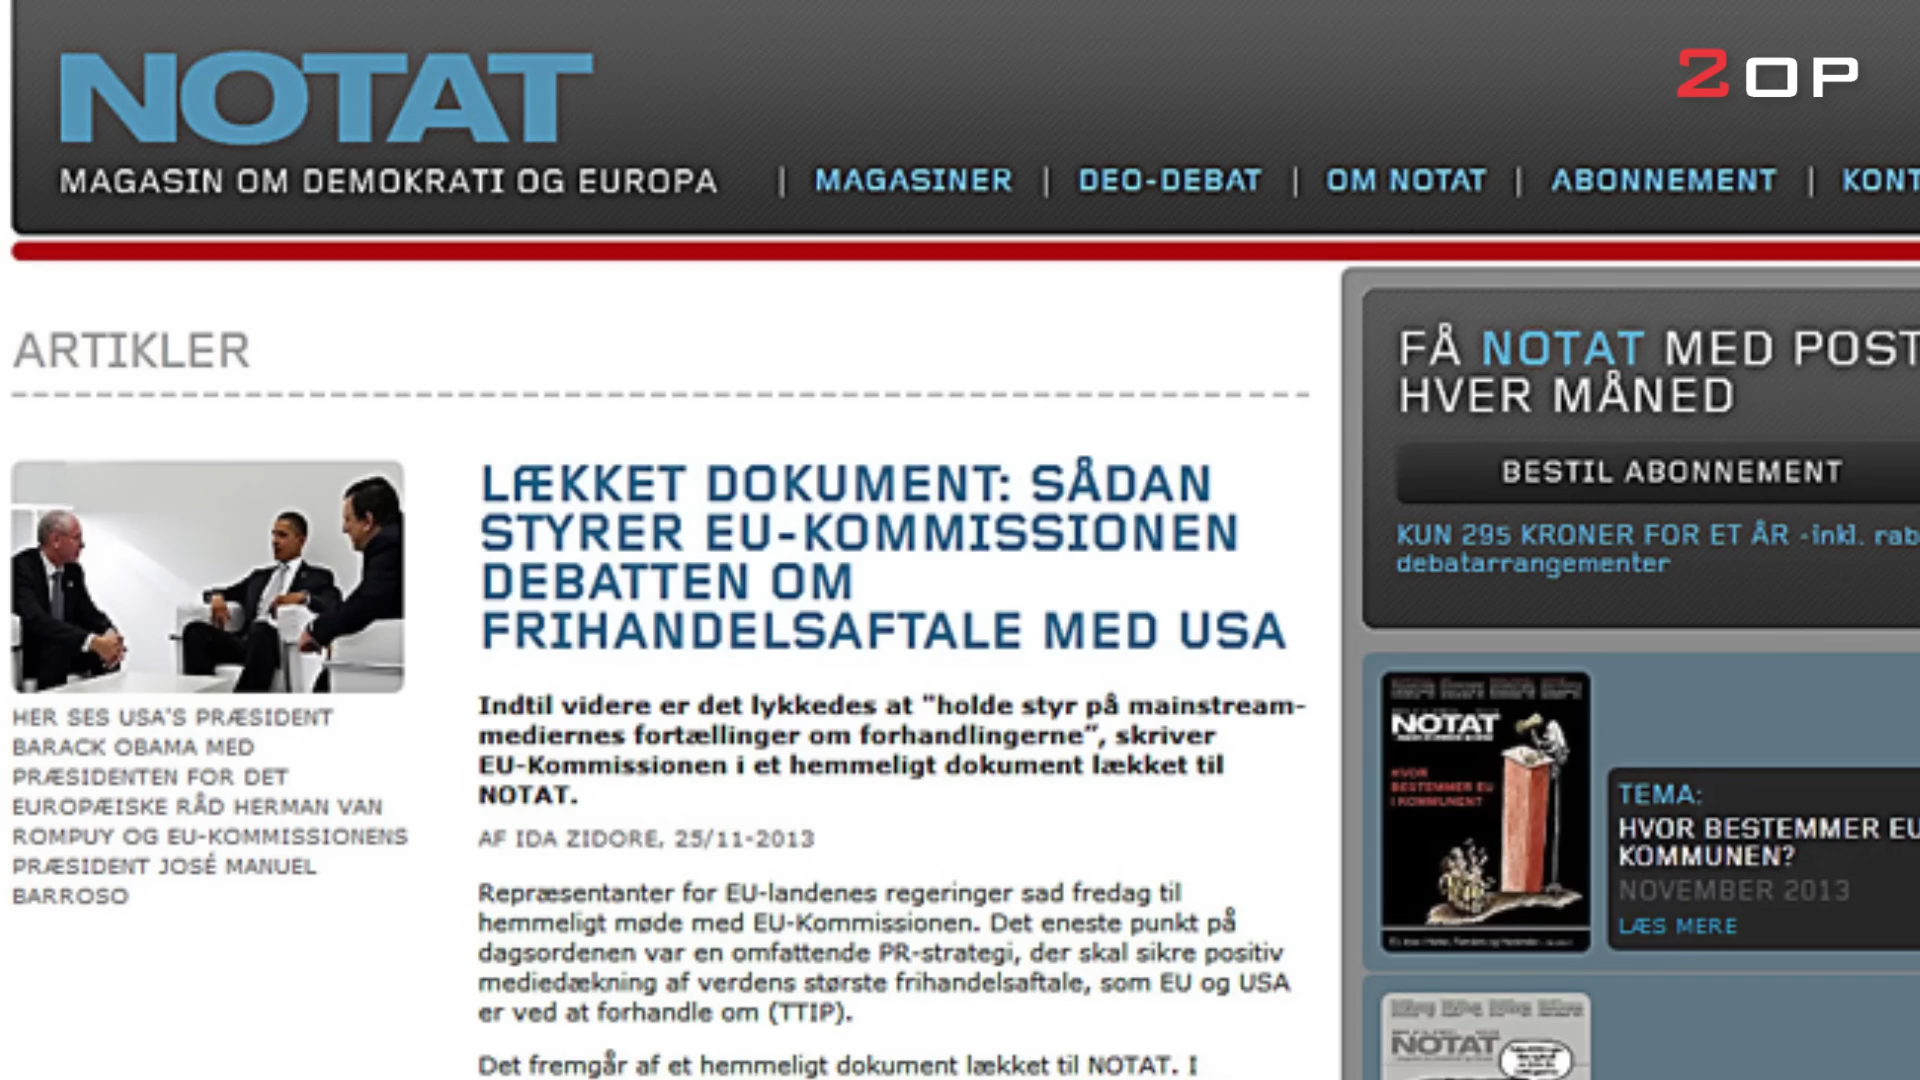 NOTAT
2OP
MAGASIN OM DEMOKRATI OG EUROPA
| MAGASINER | DEO-DEBAT | OM NOTAT | ABONNEMENT | KONT
ARTIKLER
HER SES USA'S PRÆSIDENT
BARACK OBAMA MED
PRÆSIDENTEN FOR DET
EUROPÆISKE RÅD HERMAN VAN
ROMPUY OG EU-KOMMISSIONENS
PRÆSIDENT JOSÉ MANUEL
BARROSO
LÆKKET DOKUMENT: SÅDAN
STYRER EU-KOMMISSIONEN
DEBATTEN OM
FRIHANDELSAFTALE MED USA
Indtil videre er det lykkedes at "holde styr på mainstream-
mediernes fortællinger om forhandlingerne”, skriver
EU-Kommissionen i et hemmeligt dokument lækket til
NOTAT.
AF IDA ZIDORE, 25/11-2013
Repræsentanter for EU-landenes regeringer sad fredag til
hemmeligt møde med EU-Kommissionen. Det eneste punkt på
dagsordenen var en omfattende PR-strategi, der skal sikre positiv
mediedækning af verdens største frihandelsaftale, som EU og USA
er ved at forhandle om (TTIP).
Det fremgår af et hemmeligt dokument lækket til NOTAT. I
FÅ NOTAT MED POST
HVER MÅNED
BESTIL ABONNEMENT
KUN 295 KRONER FOR ET ÅR -inkl. rab
debatarrangementer
NOTAT
HVOR
BESTEMMER EU
I KOMMUNEN?
TEMA:
HVOR BESTEMMER EU
KOMMUNEN?
NOVEMBER 2013
LÆS MERE
NOTAT